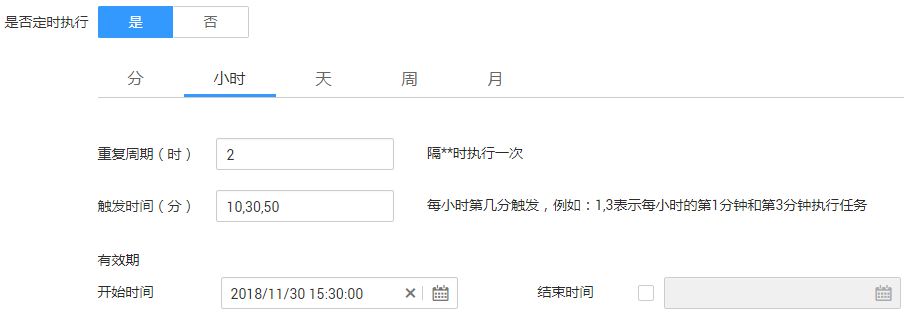 是否定时执行 是 否
分 小时 天 周 月
重复周期（时） 2 隔**时执行一次
触发时间（分） 10,30,50 每小时第几分触发，例如：1,3表示每小时的第1分钟和第3分钟执行任务
有效期
开始时间 2018/11/30 15:30:00 结束时间